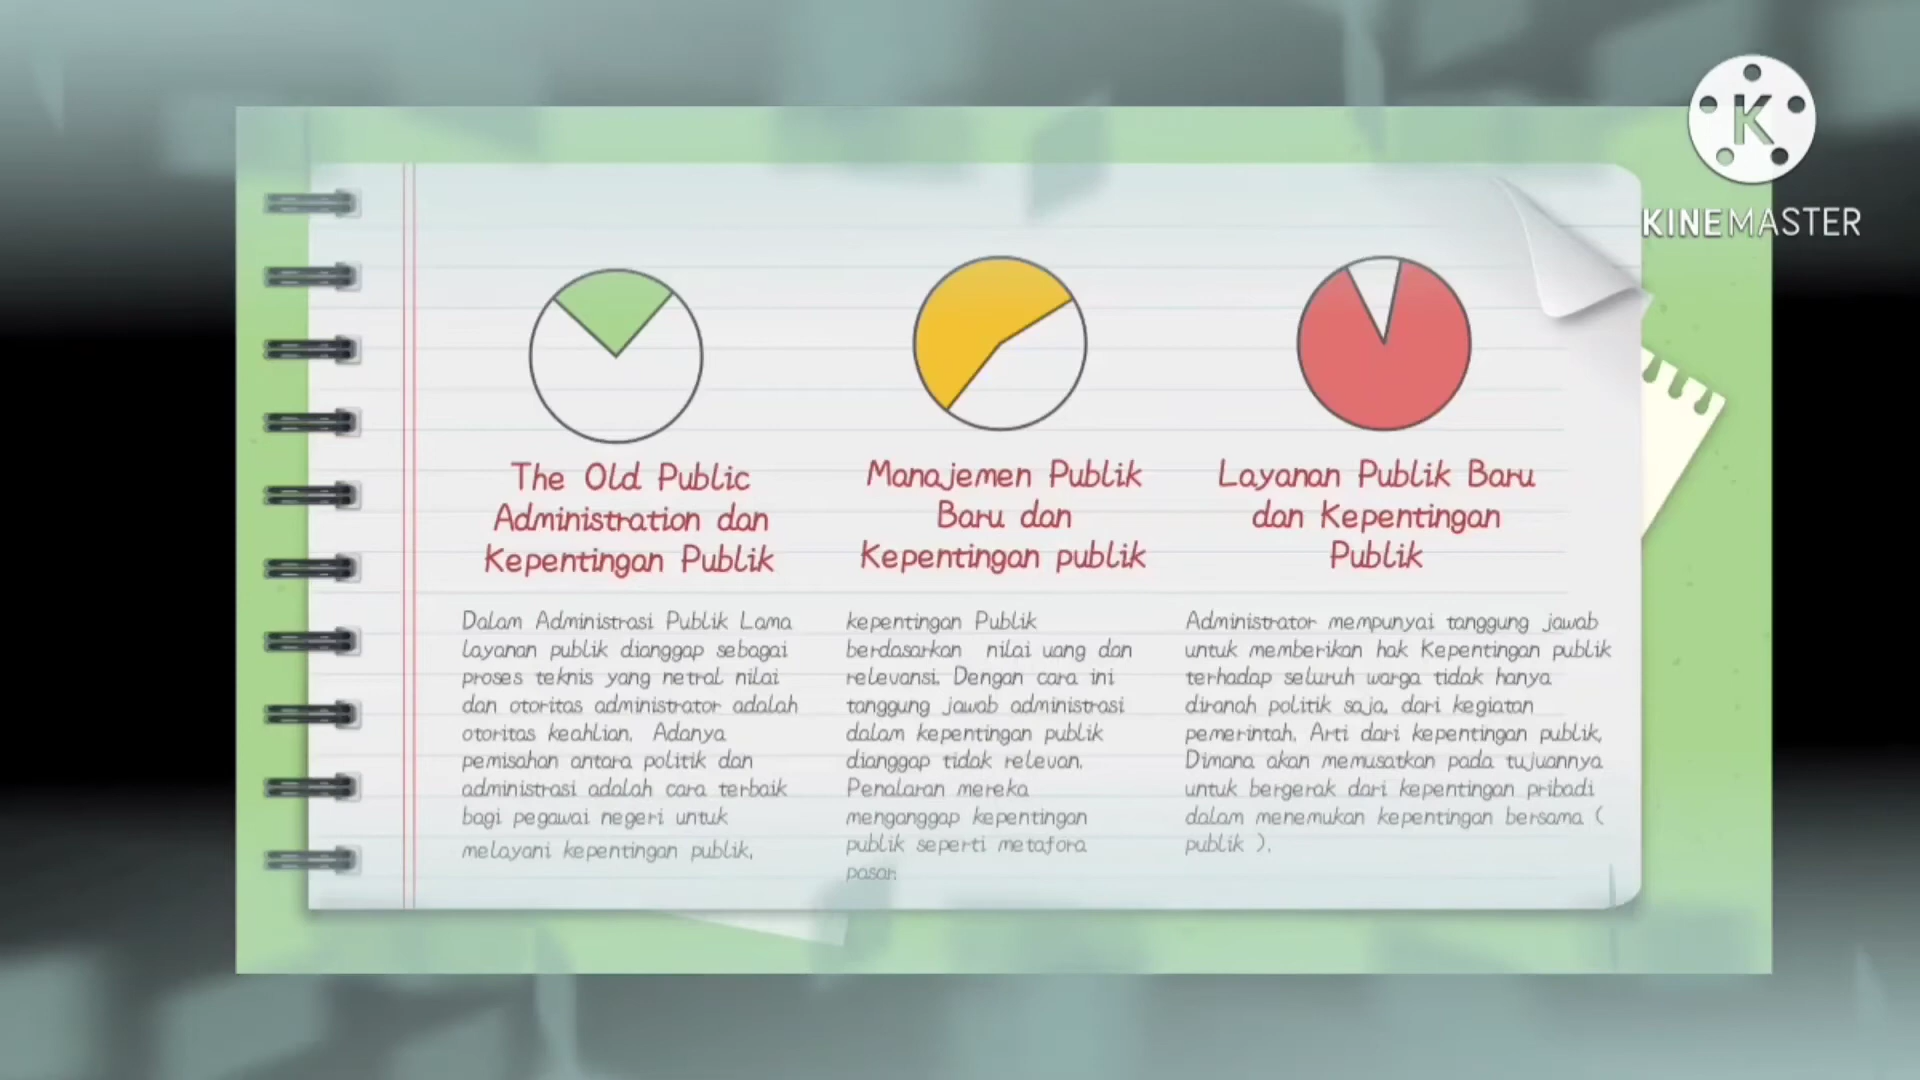 K
KINEMASTER
The Old Public
Administration dan
Kepentingan Publik
Dalam Administrasi Publik Lama
layanan publik dianggap sebagai
proses teknis yang netral nilai
dan otoritas administrator adalah
otoritas keahlian. Adanya
pemisahan antara politik dan
administrasi adalah cara terbaik
bagi pegawai negeri untuk
melayani kepentingan publik.
Manajemen Publik
Baru dan
Kepentingan publik
kepentingan Publik
berdasarkan nilai uang dan
relevansi. Dengan cara ini
tanggung jawab administrasi
dalam kepentingan publik
dianggap tidak relevan.
Penalaran mereka
menganggap kepentingan
publik seperti metafora
pasar.
Layanan Publik Baru
dan Kepentingan
Publik
Administrator mempunyai tanggung jawab
untuk memberikan hak Kepentingan publik
terhadap seluruh warga tidak hanya
diranah politik saja, dari kegiatan
pemerintah. Arti dari kepentingan publik,
Dimana akan memusatkan pada tujuannya
untuk bergerak dari kepentingan pribadi
dalam menemukan kepentingan bersama (
publik ).